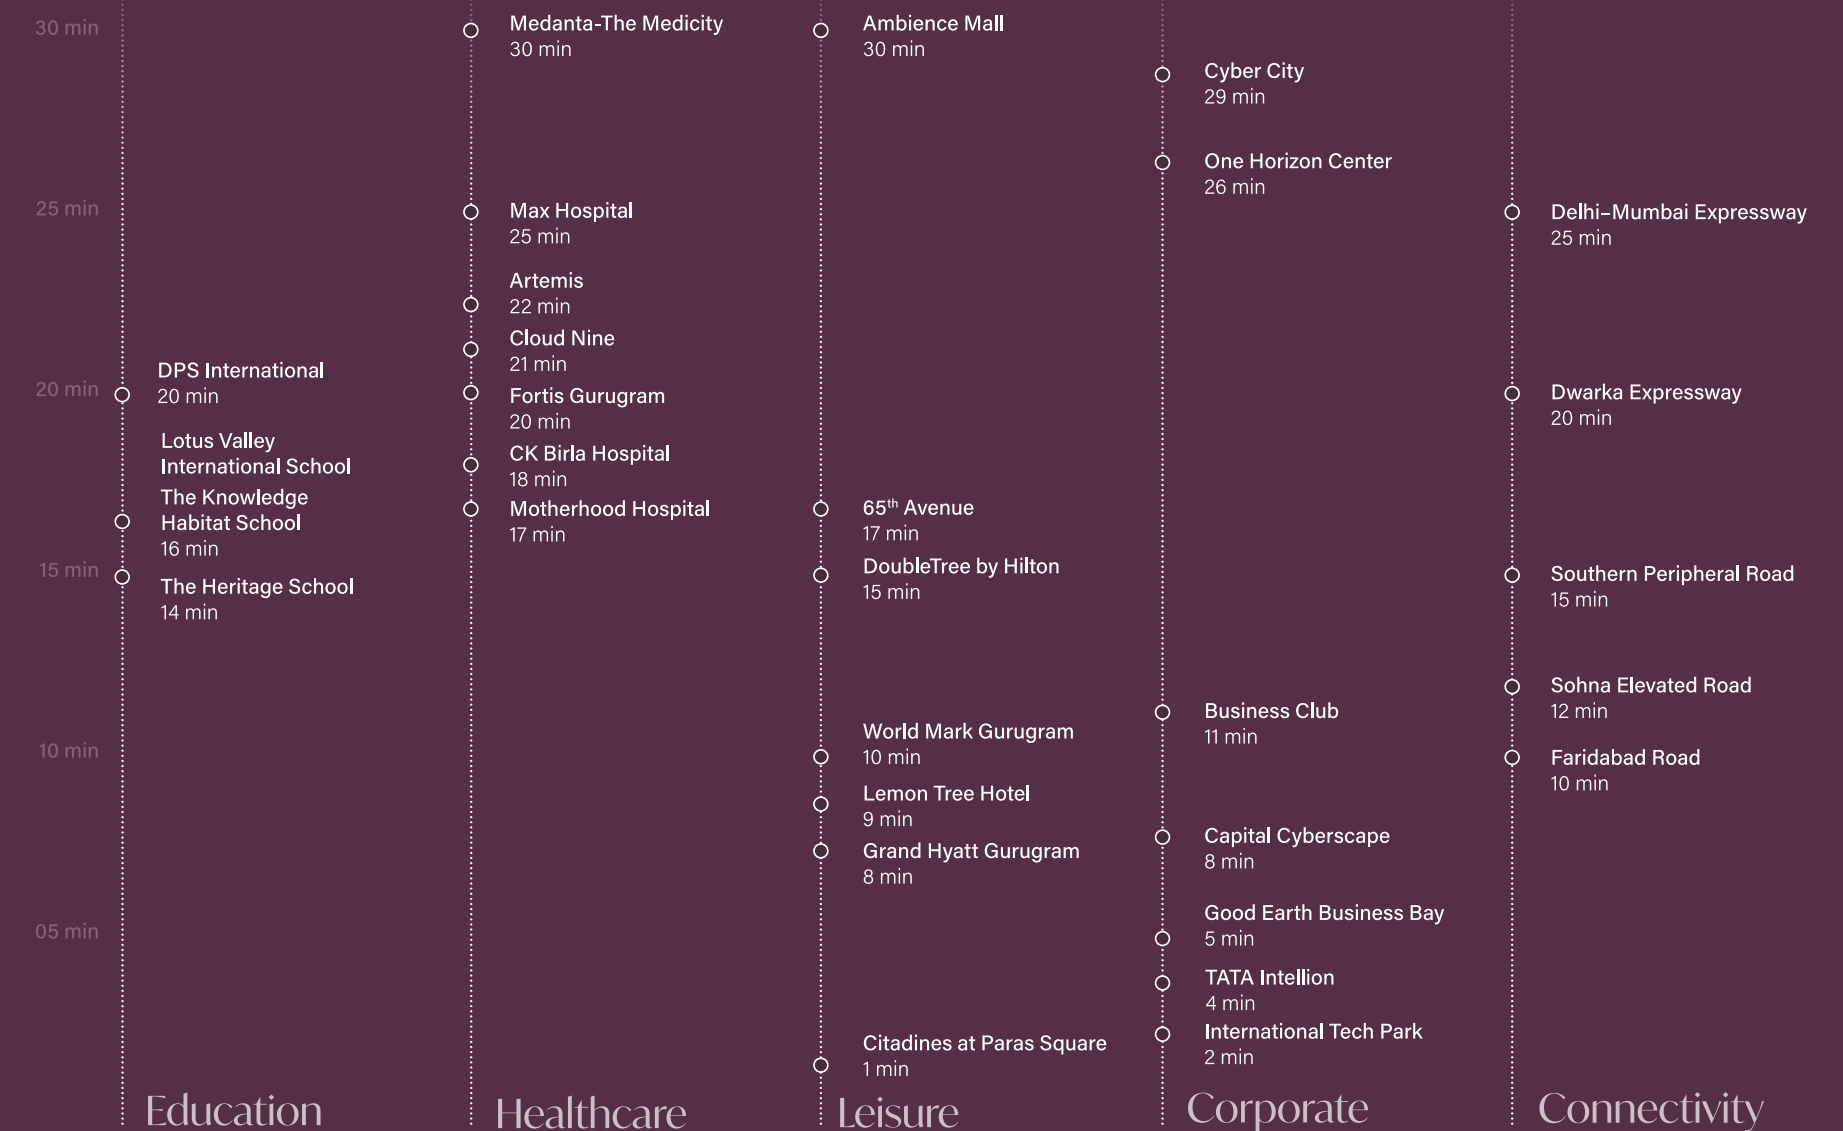 30 min
25 min
20 min
15 min
10 min
05 min
DPS International
20 min
Lotus Valley
International School
The Knowledge
Habitat School
16 min
The Heritage School
14 min
Education
Medanta-The Medicity
30 min
Max Hospital
25 min
Artemis
22 min
Cloud Nine
21 min
Fortis Gurugram
20 min
CK Birla Hospital
18 min
Motherhood Hospital
17 min
Healthcare
Ambience Mall
30 min
65th Avenue
17 min
DoubleTree by Hilton
15 min
World Mark Gurugram
10 min
Lemon Tree Hotel
9 min
Grand Hyatt Gurugram
8 min
Citadines at Paras Square
1 min
Leisure
Cyber City
29 min
One Horizon Center
26 min
Business Club
11 min
Capital Cyberscape
8 min
Good Earth Business Bay
5 min
TATA Intellion
4 min
International Tech Park
2 min
Corporate
Delhi–Mumbai Expressway
25 min
Dwarka Expressway
20 min
Southern Peripheral Road
15 min
Sohna Elevated Road
12 min
Faridabad Road
10 min
Connectivity